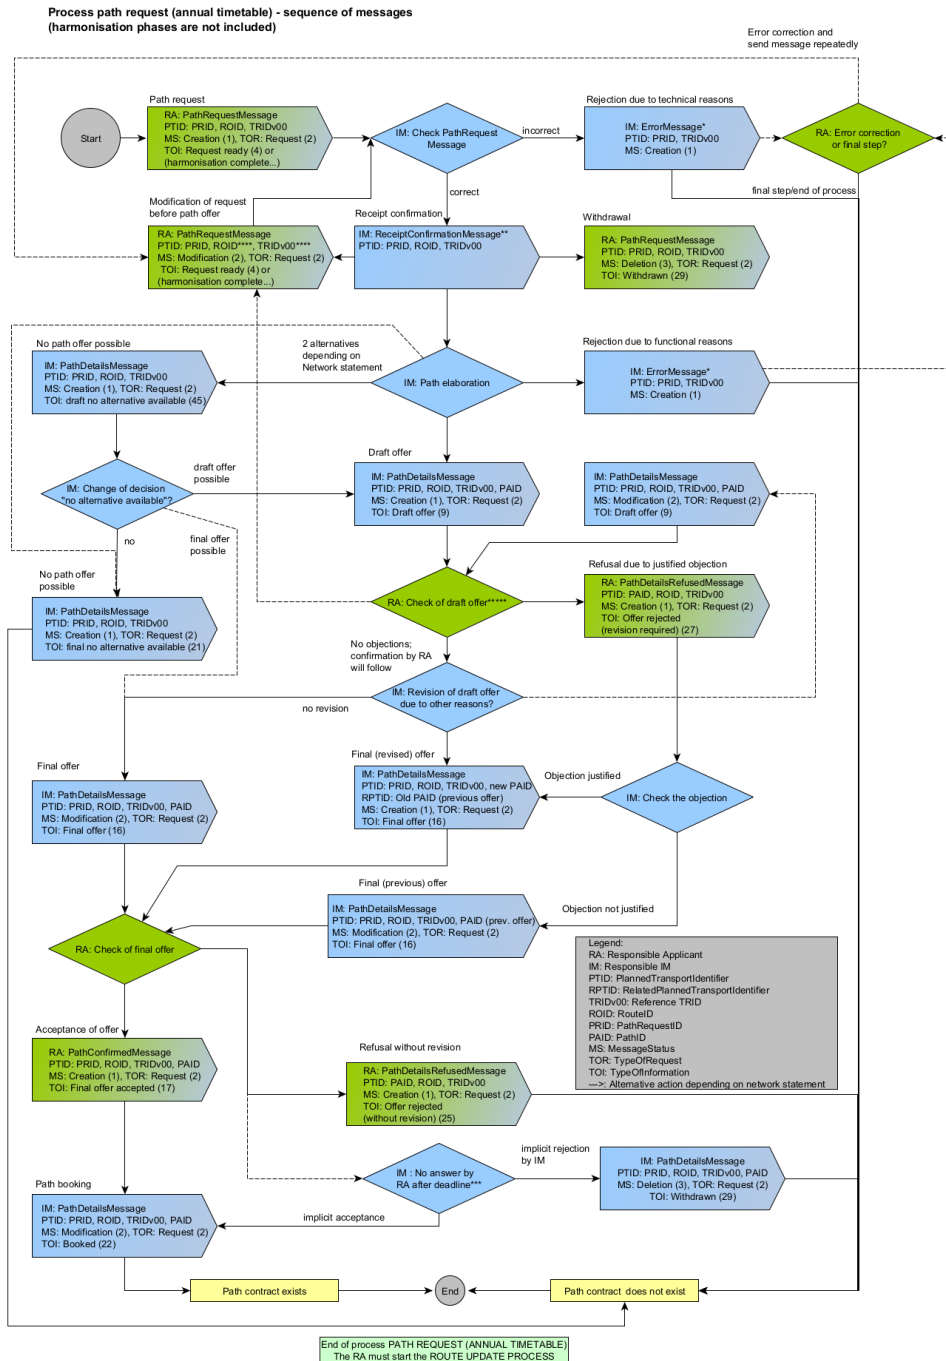 Process path request (annual timetable) - sequence of messages
(harmonisation phases are not included)
Error correction and
send message repeatedly
Path request
Rejection due to technical reasons
Start
RA: PathRequestMessage
PTID: PRID, ROID, TRIDv00
MS: Creation (1), TOR: Request (2)
TOI: Request ready (4) or
(harmonisation complete...)
IM: Check PathRequest
Message
incorrect
IM: ErrorMessage*
PTID: PRID, TRIDv00
MS: Creation (1)
RA: Error correction
or final step?
correct
final step/end of process
Modification of request
before path offer
Receipt confirmation
Withdrawal
RA: PathRequestMessage
PTID: PRID, ROID****, TRIDv00****
MS: Modification (2), TOR: Request (2)
TOI: Request ready (4) or
(harmonisation complete...)
IM: ReceiptConfirmationMessage**
PTID: PRID, ROID, TRIDv00
RA: PathRequestMessage
PTID: PRID, ROID, TRIDv00
MS: Deletion (3), TOR: Request (2)
TOI: Withdrawn (29)
No path offer possible
2 alternatives
depending on
Network statement
Rejection due to functional reasons
IM: PathDetailsMessage
PTID: PRID, ROID, TRIDv00
MS: Creation (1), TOR: Request (2)
TOI: draft no alternative available (45)
IM: Path elaboration
IM: ErrorMessage*
PTID: PRID, TRIDv00
MS: Creation (1)
Draft offer
IM: Change of decision
"no alternative available"?
draft offer
possible
IM: PathDetailsMessage
PTID: PRID, ROID, TRIDv00, PAID
MS: Creation (1), TOR: Request (2)
TOI: Draft offer (9)
IM: PathDetailsMessage
PTID: PRID, ROID, TRIDv00, PAID
MS: Modification (2), TOR: Request (2)
TOI: Draft offer (9)
no
final offer
possible
Refusal due to justified objection
No path offer
possible
IM: PathDetailsMessage
PTID: PRID, ROID, TRIDv00
MS: Creation (1), TOR: Request (2)
TOI: final no alternative available (21)
RA: Check of draft offer*****
RA: PathDetailsRefusedMessage
PTID: PAID, ROID, TRIDv00
MS: Creation (1), TOR: Request (2)
TOI: Offer rejected
(revision required) (27)
No objections;
confirmation by RA
will follow
IM: Revision of draft offer
due to other reasons?
no revision
Final offer
Final (revised) offer
IM: PathDetailsMessage
PTID: PRID, ROID, TRIDv00, PAID
MS: Modification (2), TOR: Request (2)
TOI: Final offer (16)
IM: PathDetailsMessage
PTID: PRID, ROID, TRIDv00, new PAID
RPTID: Old PAID (previous offer)
MS: Creation (1), TOR: Request (2)
TOI: Final offer (16)
Objection justified
IM: Check the objection
Final (previous) offer
IM: PathDetailsMessage
PTID: PRID, ROID, TRIDv00, PAID (prev. offer)
MS: Modification (2), TOR: Request (2)
TOI: Final offer (16)
Objection not justified
RA: Check of final offer
Legend:
RA: Responsible Applicant
IM: Responsible IM
PTID: PlannedTransportIdentifier
RPTID: RelatedPlannedTransportIdentifier
TRIDv00: Reference TRID
ROID: RouteID
PRID: PathRequestID
PAID: PathID
MS: MessageStatus
TOR: TypeOfRequest
TOI: TypeOfInformation
--->: Alternative action depending on network statement
Acceptance of offer
RA: PathConfirmedMessage
PTID: PRID, ROID, TRIDv00, PAID
MS: Creation (1), TOR: Request (2)
TOI: Final offer accepted (17)
Refusal without revision
RA: PathDetailsRefusedMessage
PTID: PAID, ROID, TRIDv00
MS: Creation (1), TOR: Request (2)
TOI: Offer rejected
(without revision) (25)
IM : No answer by
RA after deadline***
implicit rejection
by IM
IM: PathDetailsMessage
PTID: PRID, ROID, TRIDv00, PAID
MS: Deletion (3), TOR: Request (2)
TOI: Withdrawn (29)
Path booking
IM: PathDetailsMessage
PTID: PRID, ROID, TRIDv00, PAID
MS: Modification (2), TOR: Request (2)
TOI: Booked (22)
implicit acceptance
Path contract exists
End
Path contract does not exist
End of process PATH REQUEST (ANNUAL TIMETABLE)
The RA must start the ROUTE UPDATE PROCESS